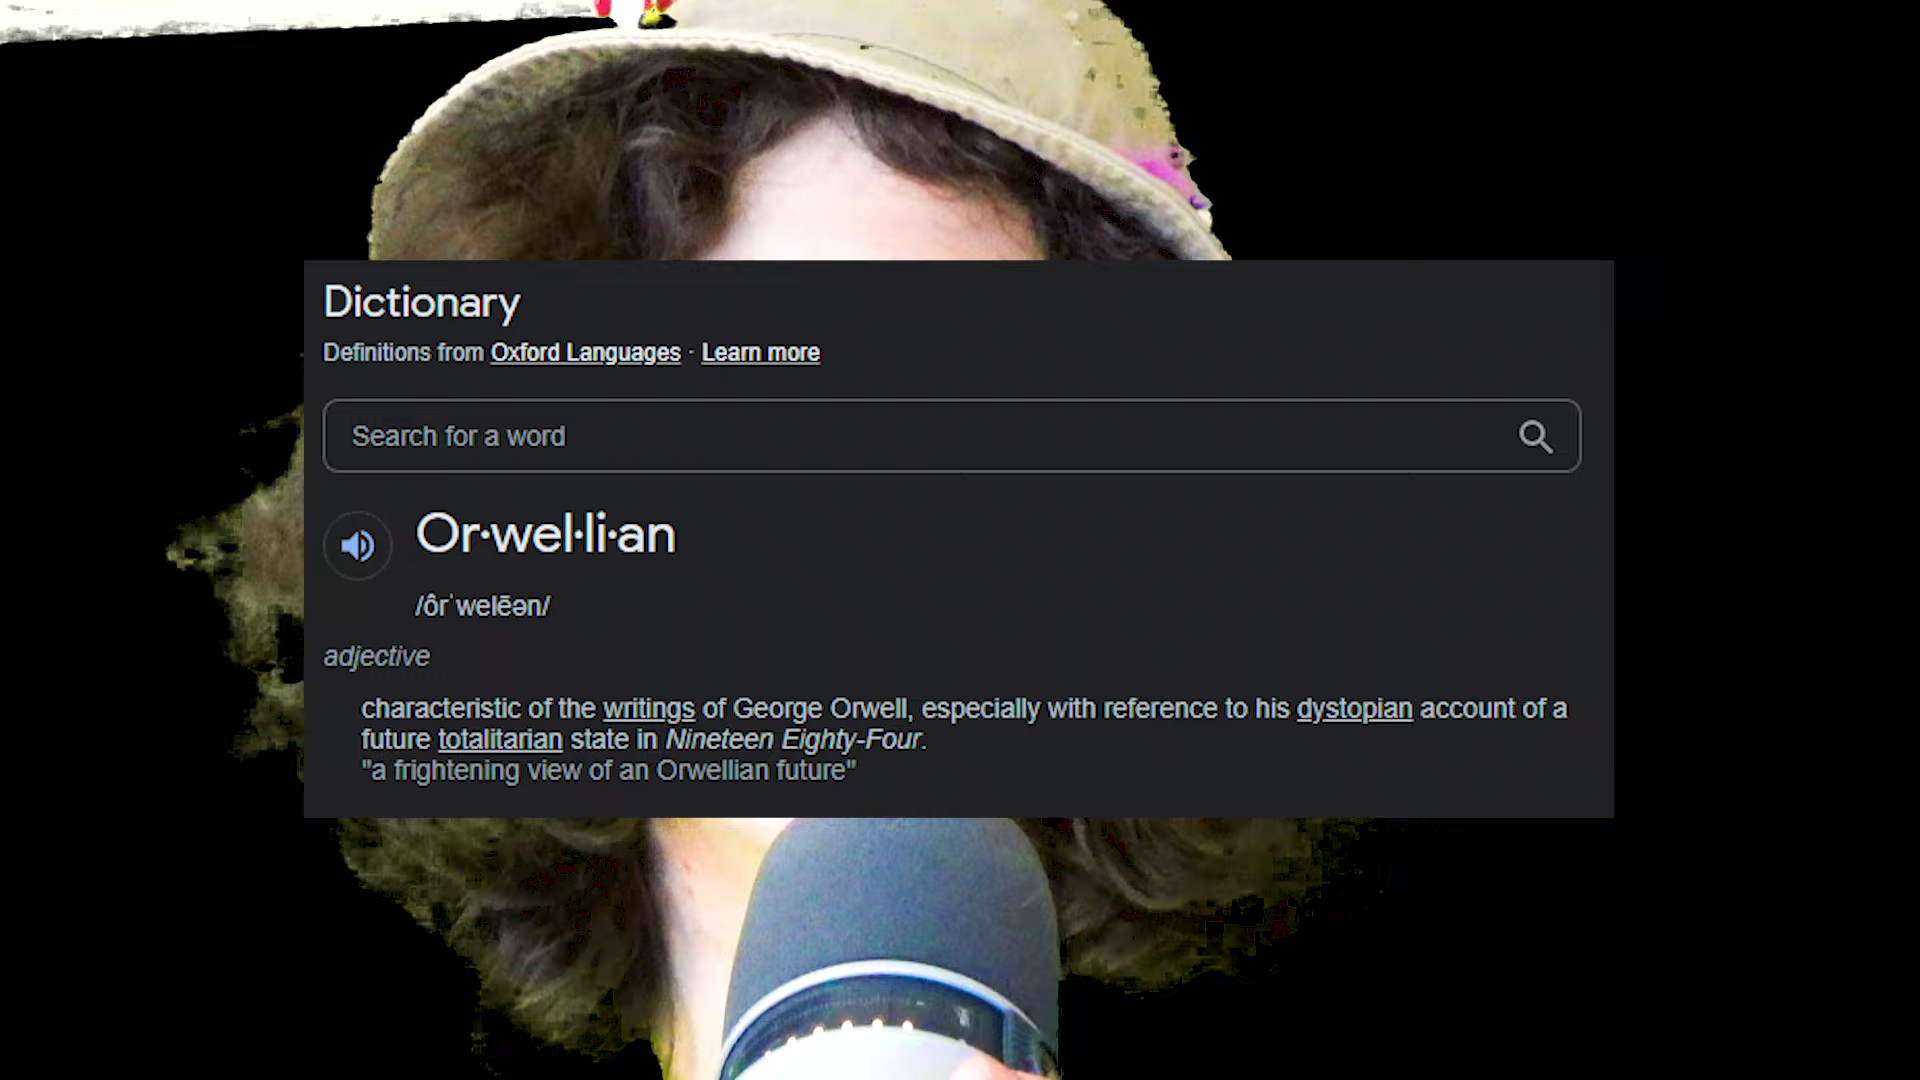 Dictionary
Definitions from Oxford Languages · Learn more
Search for a word
Or·wel·li·an
/ôrˈwelēən/
adjective
characteristic of the writings of George Orwell, especially with reference to his dystopian account of a
future totalitarian state in Nineteen Eighty-Four.
"a frightening view of an Orwellian future"